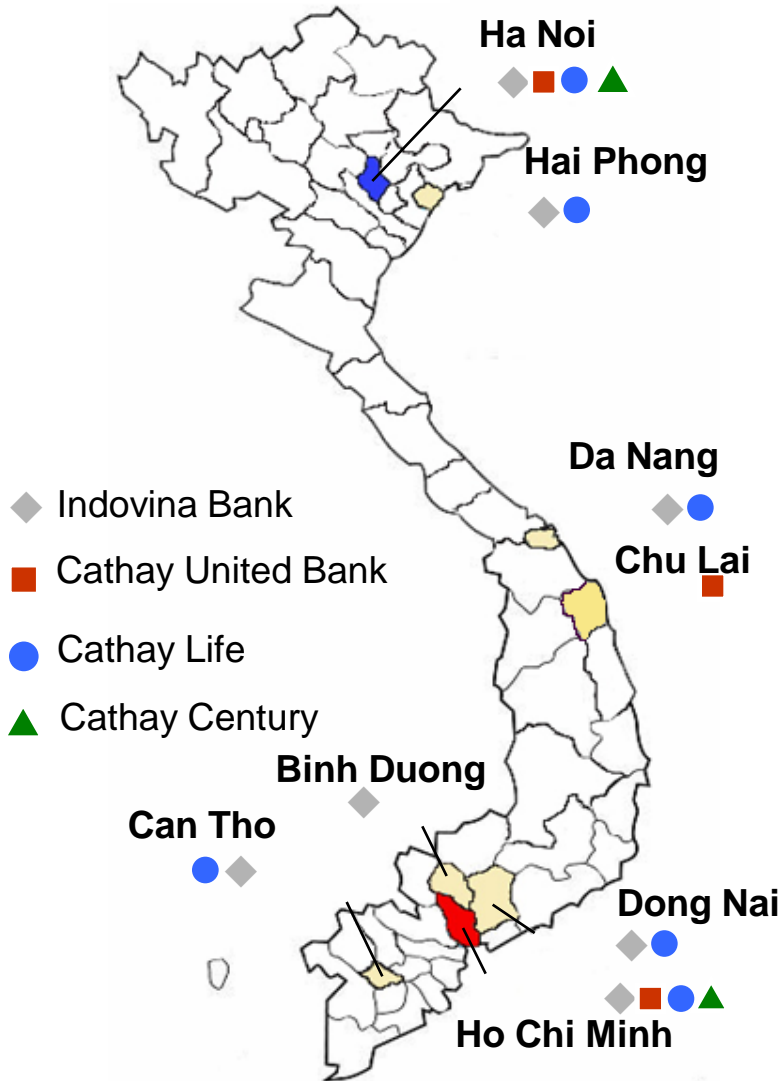 Ha Noi
Hai Phong
Da Nang
Indovina Bank
Chu Lai
Cathay United Bank
Cathay Life
Cathay Century
Binh Duong
Can Tho
Dong Nai
Ho Chi Minh